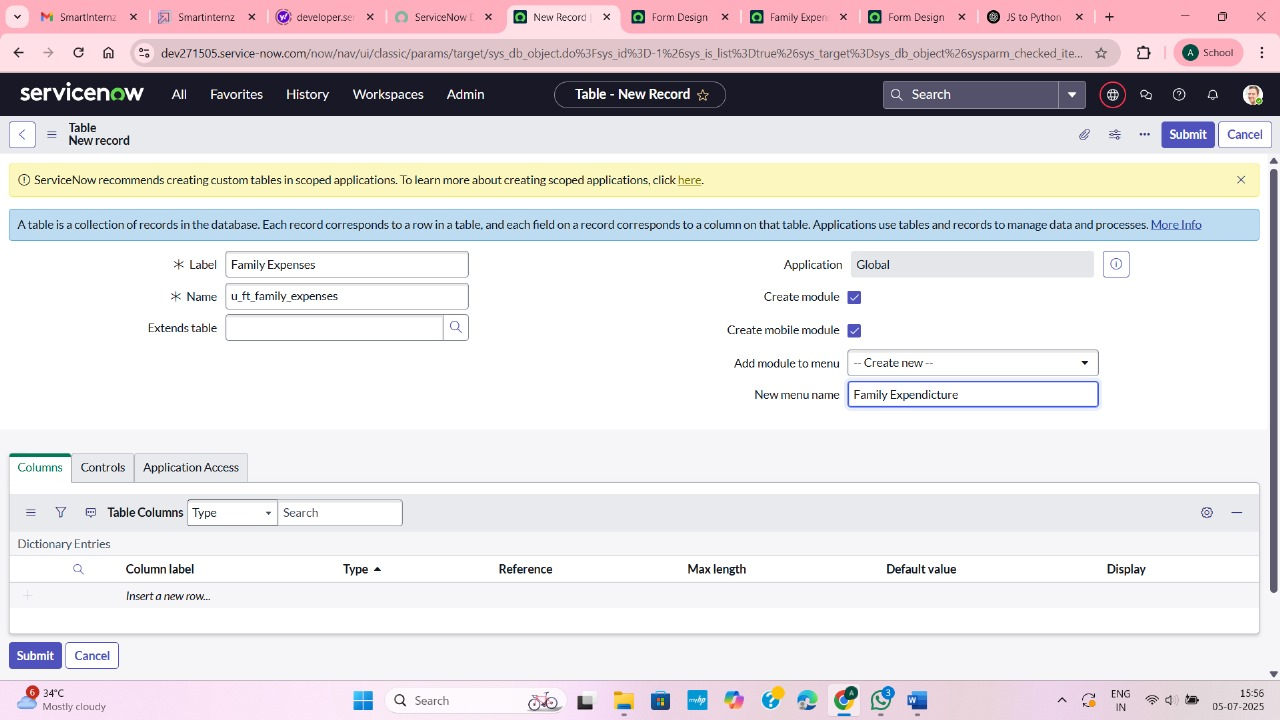 SmartInternz
Smartinternz
developer.ser
ServiceNow D
New Record |
Form Design
Family Expen
Form Design
JS to Python
dev271505.service-now.com/now/nav/ui/classic/params/target/sys_db_object.do%3Fsys_id%3D-1%26sys_is_list%3Dtrue%26sys_target%3Dsys_db_object%26sysparm_checked_ite...
A School
servicenow All Favorites History Workspaces Admin Table - New Record Search
Table
New record
Submit Cancel
ServiceNow recommends creating custom tables in scoped applications. To learn more about creating scoped applications, click here.
A table is a collection of records in the database. Each record corresponds to a row in a table, and each field on a record corresponds to a column on that table. Applications use tables and records to manage data and processes. More Info
Label Family Expenses Application Global
Name u_ft_family_expenses Create module
Extends table Create mobile module
Add module to menu -- Create new --
New menu name Family Expendicture
Columns Controls Application Access
Table Columns Type Search
Dictionary Entries
Column label Type Reference Max length Default value Display
Insert a new row...
Submit Cancel
6 34°C
Mostly cloudy
Search
A
3
ENG
IN
15:56
05-07-2025